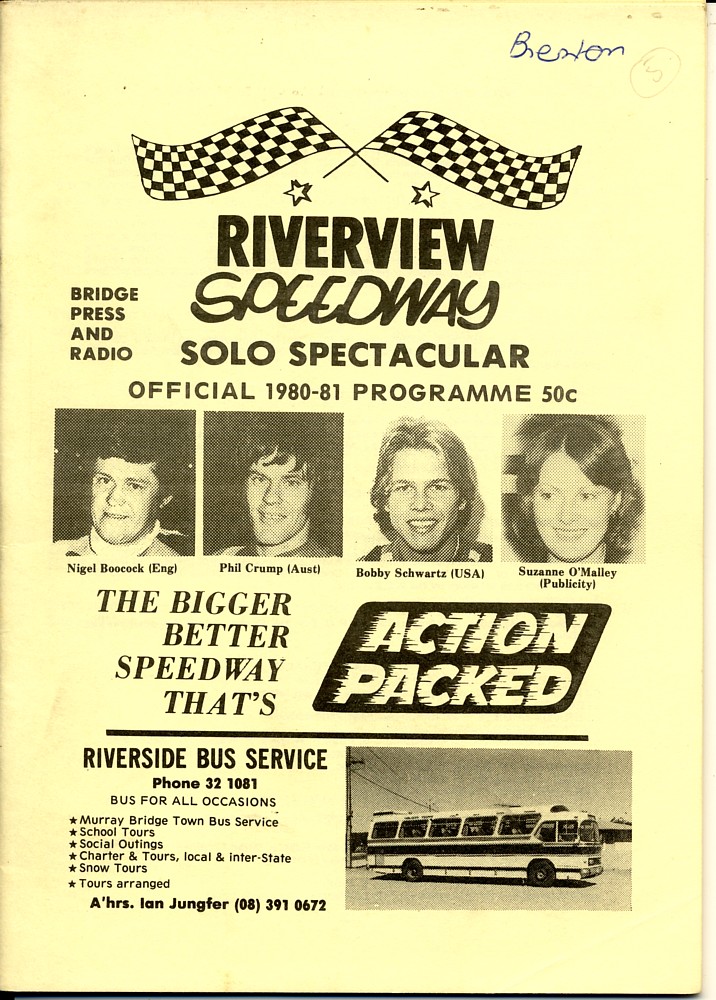 Brenton
5
RIVERVIEW
SPEEDWAY
BRIDGE
PRESS
AND
RADIO
SOLO SPECTACULAR
OFFICIAL 1980-81 PROGRAMME 50c
Nigel Boocock (Eng)
Phil Crump (Aust)
Bobby Schwartz (USA)
Suzanne O'Malley
(Publicity)
THE BIGGER
BETTER
SPEEDWAY
THAT'S
ACTION
PACKED
RIVERSIDE BUS SERVICE
Phone 32 1081
BUS FOR ALL OCCASIONS
★ Murray Bridge Town Bus Service
★ School Tours
★ Social Outings
★ Charter & Tours, local & inter-State
★ Snow Tours
★ Tours arranged
A'hrs. Ian Jungfer (08) 391 0672